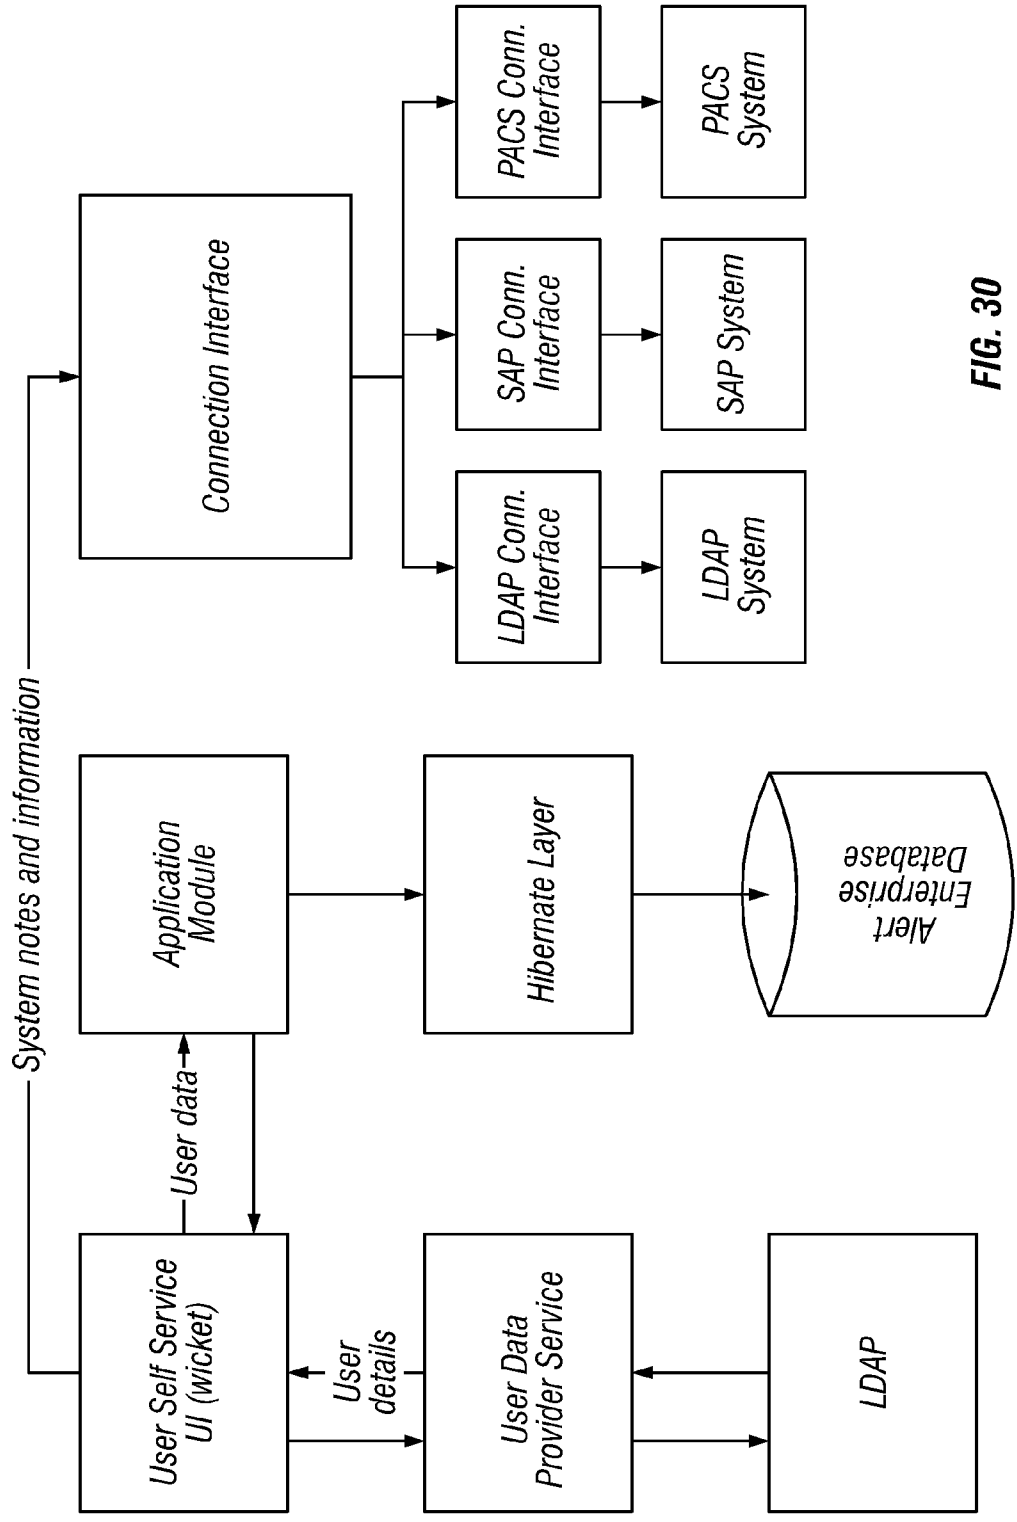 System notes and information
User Self Service
UI (wicket)
User data
Application
Module
Connection Interface
User
details
User Data
Provider Service
Hibernate Layer
LDAP Conn.
Interface
SAP Conn.
Interface
PACS Conn.
Interface
LDAP
Alert
Enterprise
Database
LDAP
System
SAP System
PACS
System
FIG. 30